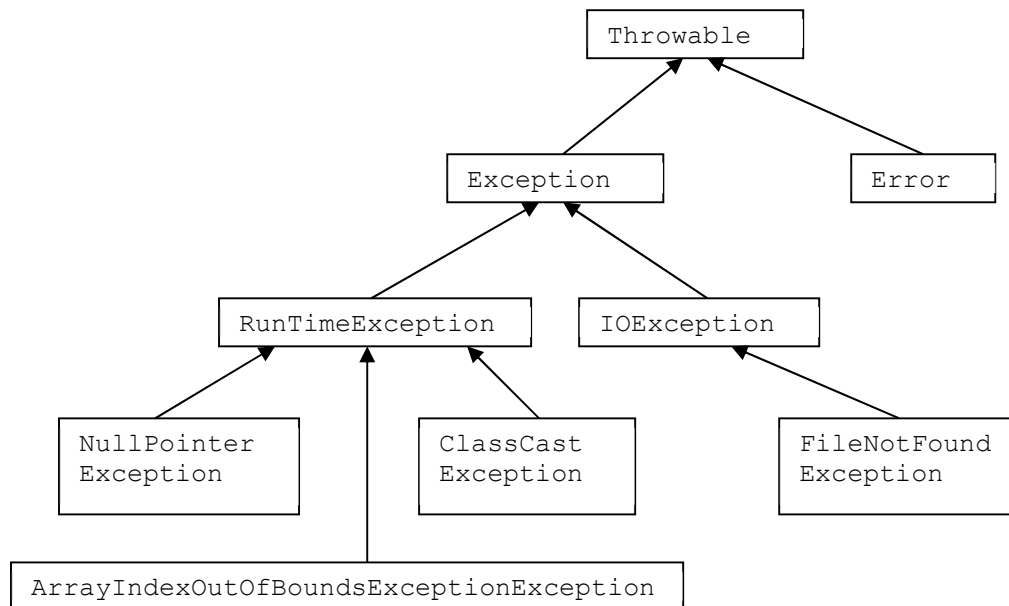 Throwable
Exception
Error
RunTimeException
IOException
NullPointer
Exception
ClassCast
Exception
FileNotFound
Exception
ArrayIndexOutOfBoundsExceptionException